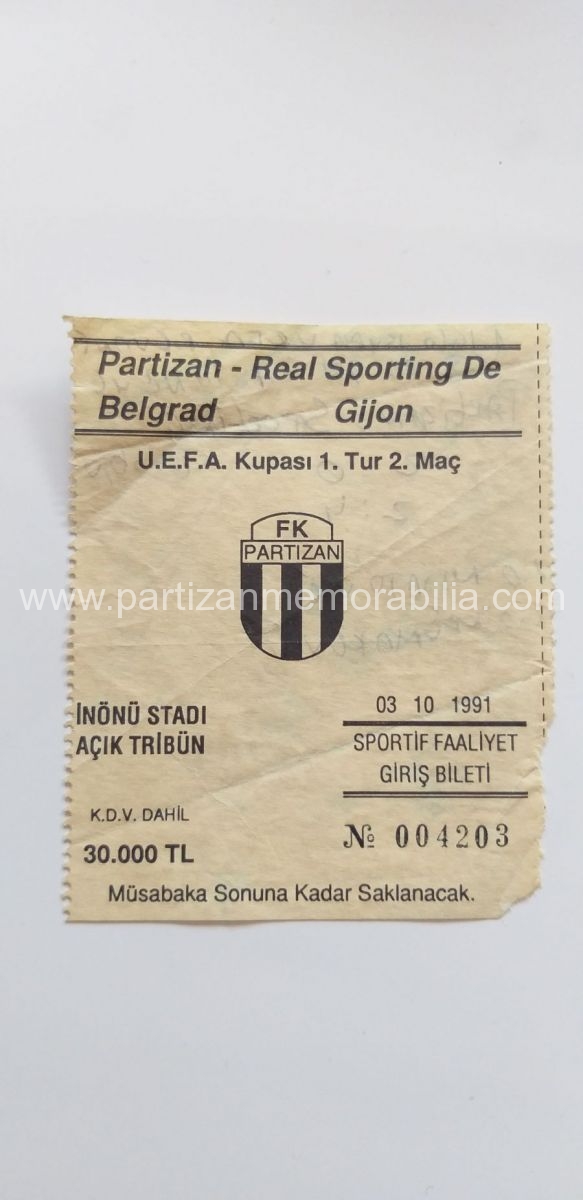 Partizan - Real Sporting De
Belgrad Gijon
U.E.F.A. Kupası 1. Tur 2. Maç
FK
PARTIZAN
www.partizanmemorabilia.com
İNÖNÜ STADI
AÇIK TRİBÜN
03 10 1991
SPORTİF FAALİYET
GİRİŞ BİLETİ
K.D.V. DAHİL
30.000 TL
№ 004203
Müsabaka Sonuna Kadar Saklanacak.